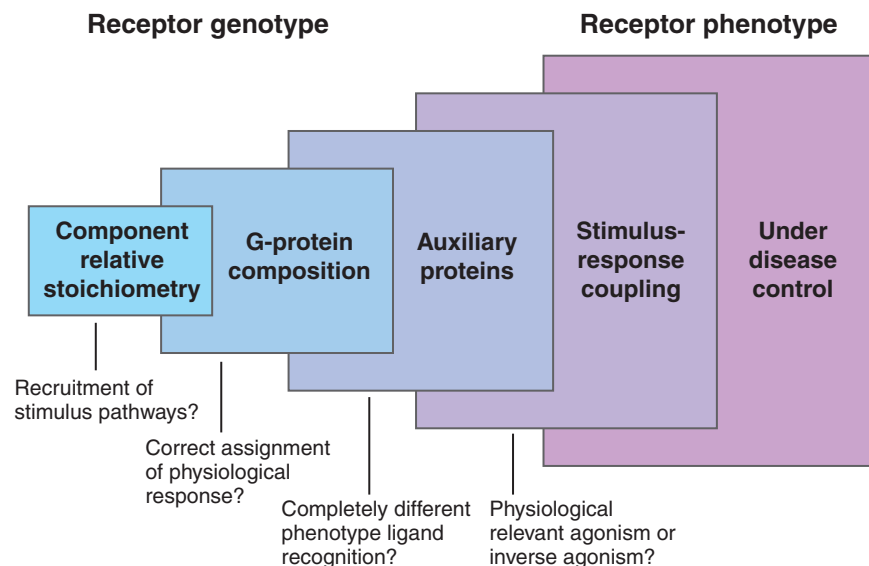 Receptor genotype
Receptor phenotype
Component
relative
stoichiometry
G-protein
composition
Auxiliary
proteins
Stimulus-
response
coupling
Under
disease
control
Recruitment of
stimulus pathways?
Correct assignment
of physiological
response?
Completely different
phenotype ligand
recognition?
Physiological
relevant agonism or
inverse agonism?